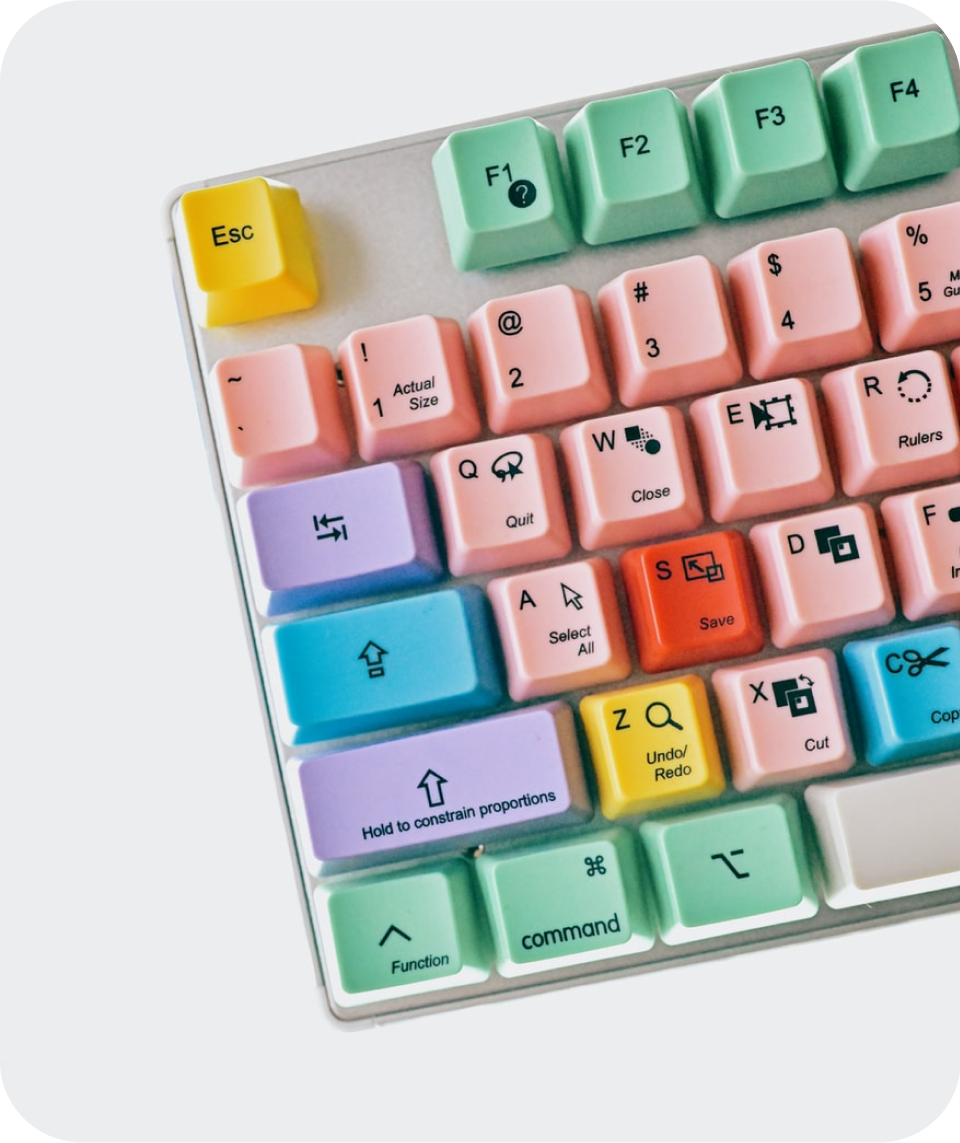 Esc
F1
?
F2
F3
F4
~
`
!
1
Actual
Size
@
2
#
3
$
4
%
5
Q
Quit
W
Close
E
R
Rulers
A
Select
All
S
Save
D
F
Hold to constrain proportions
Z
Undo/
Redo
X
Cut
C
Function
⌘
command
⌥